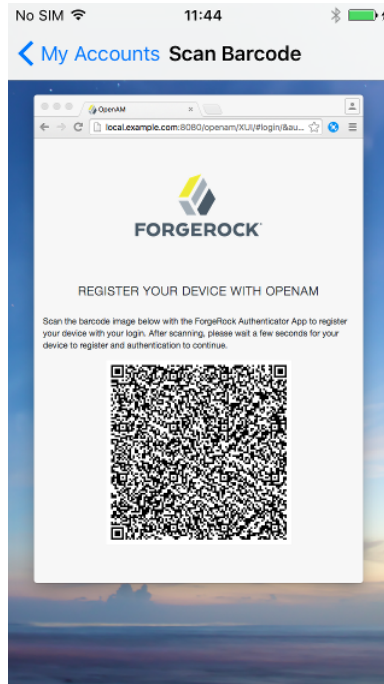 No SIM 11:44
My Accounts Scan Barcode
OpenAM
local.example.com:8080/openam/XUI/#login/&au...
FORGEROCK
REGISTER YOUR DEVICE WITH OPENAM
Scan the barcode image below with the ForgeRock Authenticator App to register
your device with your login. After scanning, please wait a few seconds for your
device to register and authentication to continue.